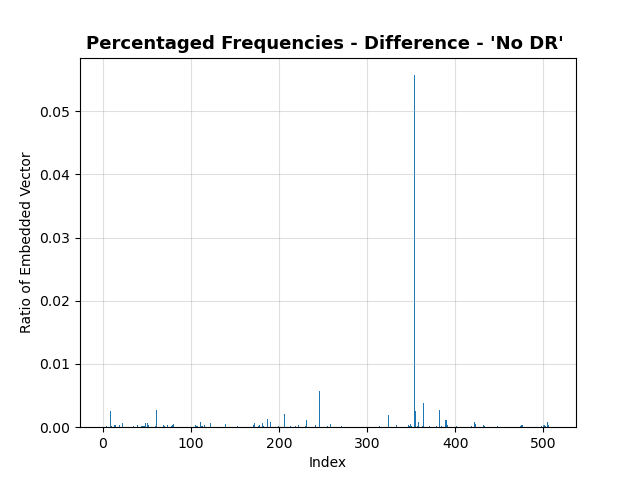 Percentaged Frequencies - Difference - 'No DR'
0.05
0.04
0.03
0.02
0.01
0.00
Ratio of Embedded Vector
0 100 200 300 400 500
Index